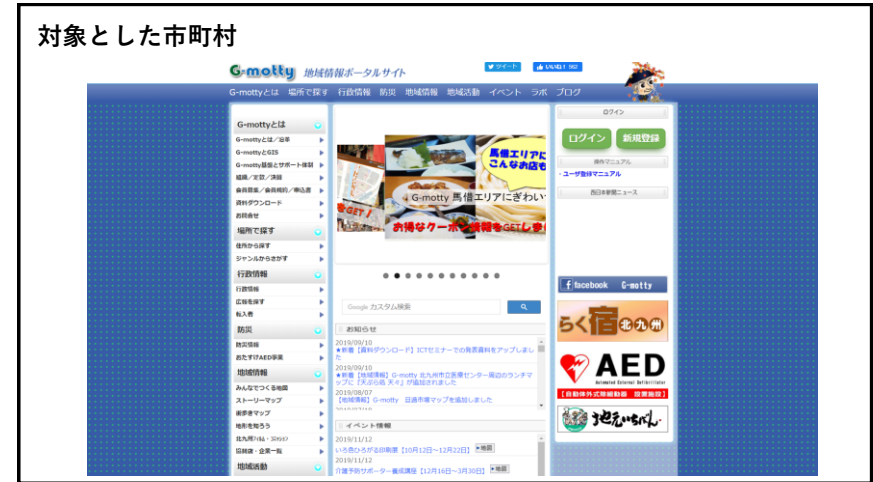 対象とした市町村
G-motty 地域情報ポータルサイト
ツイート
いいね! 902
G-mottyとは 場所で探す 行政情報 防災 地域情報 地域活動 イベント ラボ ブログ
G-mottyとは
G-mottyとは/沿革
G-mottyとGIS
G-motty基盤とサポート体制
組織/定款/決算
会員募集/会員規約/申込書
資料ダウンロード
お問合せ
場所で探す
住所から探す
ジャンルからさがす
行政情報
行政情報
広報を探す
転入者
防災
防災情報
おたすけAED事業
地域情報
みんなでつくる地図
ストーリーマップ
街歩きマップ
地形を知ろう
協賛店・企業一覧
地域活動
馬借エリアに
こんなお店も
G-motty 馬借エリアにぎわい
GET!
お得なクーポン情報をGETしま
Google カスタム検索
お知らせ
2019/09/10
★新着【資料ダウンロード】ICTセミナーでの発表資料をアップしまし
た
2019/09/10
★新着【地域情報】G-motty 北九州市立医療センター周辺のランチマ
ップに『天ぷら処 天々』が追加されました
2019/08/07
【地域情報】G-motty 日過市場マップを追加しました
イベント情報
2019/11/12
いろ色ひろがる印刷展【10月12日～12月22日】 ▶地図
2019/11/12
介護予防サポーター養成講座【12月16日～3月30日】 ▶地図
ログイン
ログイン 新規登録
操作マニュアル
・ユーザ登録マニュアル
西日本新聞ニュース
facebook G-motty
らく宿北九州
AED
Automated External Defibrillator
【自動体外式除細動器 設置施設】